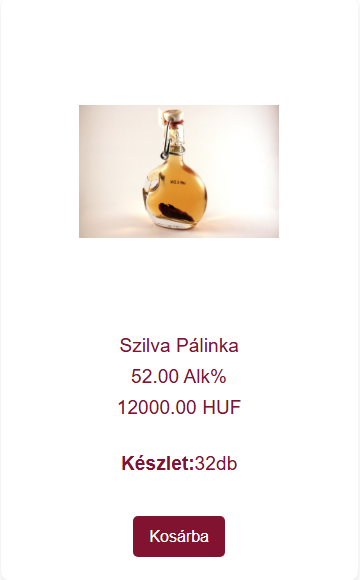 Szilva Pálinka
52.00 Alk%
12000.00 HUF
Készlet:32db
Kosárba